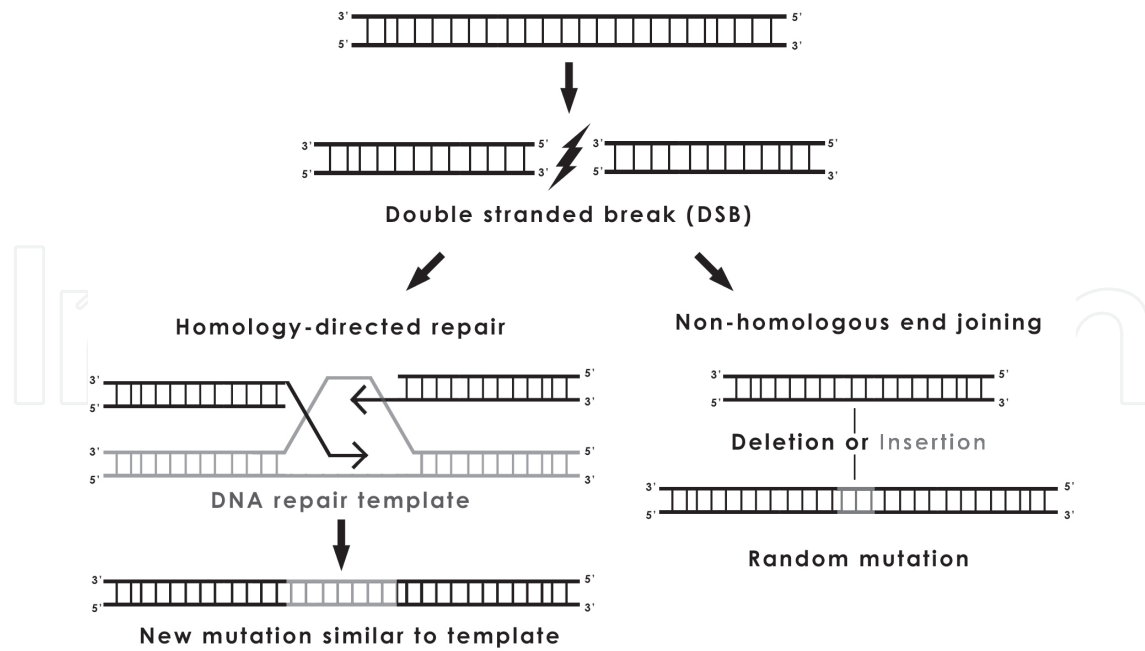 3' 5'
5' 3'
3' 5' 3' 5'
5' 3' 5' 3'
Double stranded break (DSB)
Homology-directed repair
3' 5'
5' 3'
3' 5'
5' 3'
DNA repair template
3' 5'
5' 3'
New mutation similar to template
Non-homologous end joining
3' 5'
5' 3'
Deletion or Insertion
3' 5'
5' 3'
Random mutation